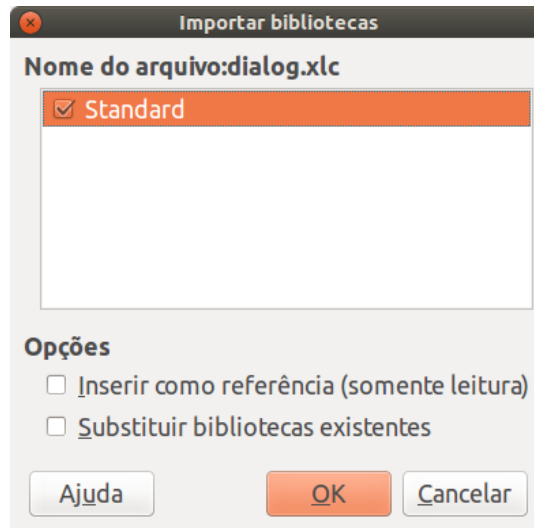 Importar bibliotecas
Nome do arquivo:dialog.xlc
Standard
Opções
Inserir como referência (somente leitura)
Substituir bibliotecas existentes
Ajuda OK Cancelar